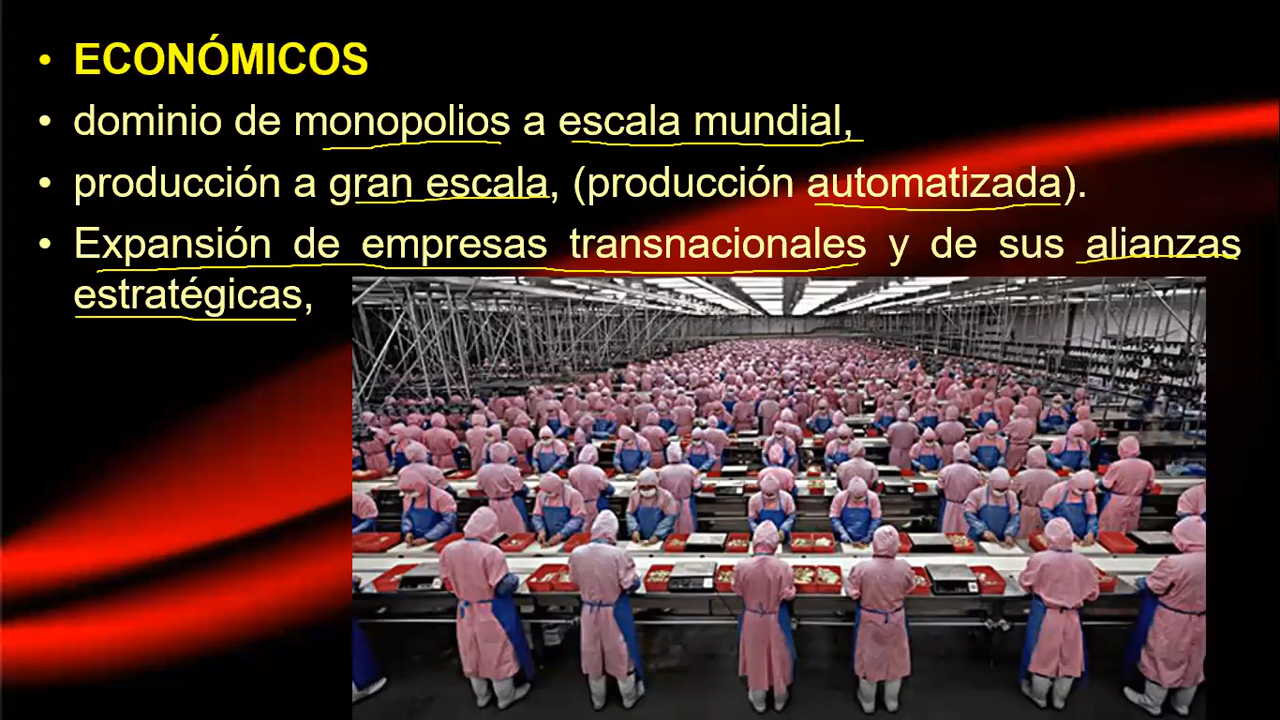 • ECONÓMICOS
• dominio de monopolios a escala mundial,
• producción a gran escala, (producción automatizada).
• Expansión de empresas transnacionales y de sus alianzas
estratégicas,